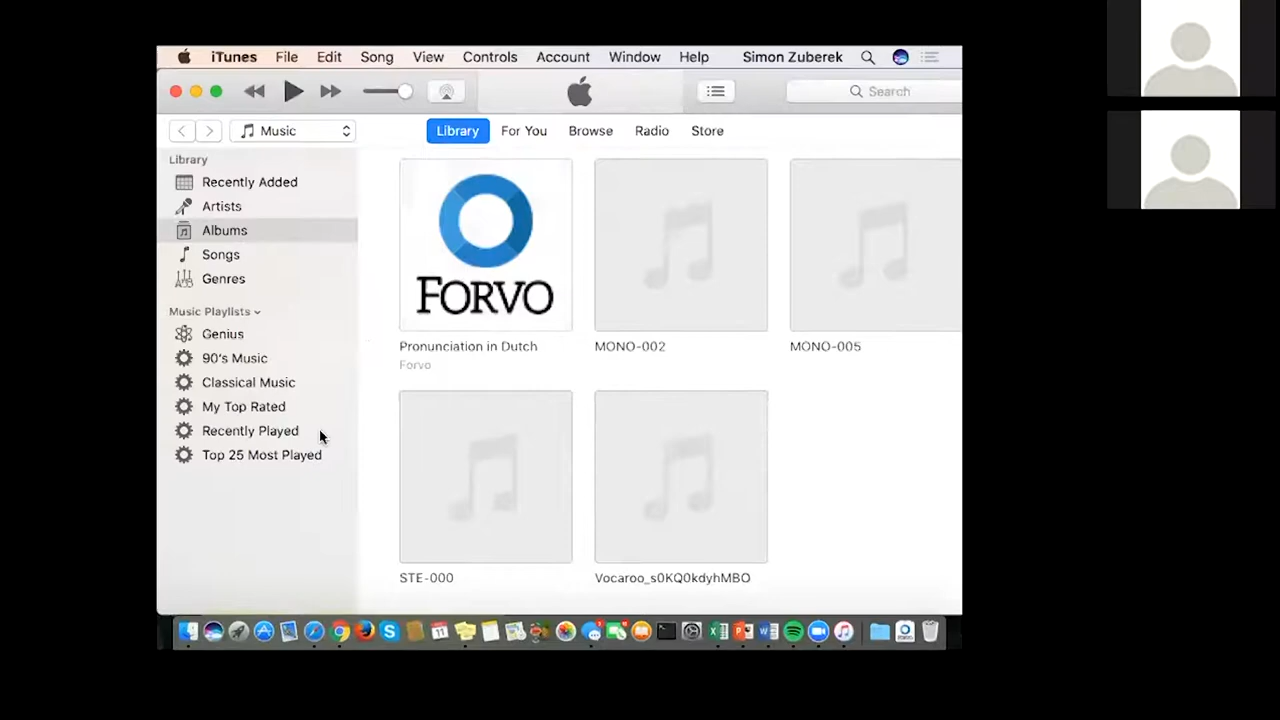 iTunes File Edit Song View Controls Account Window Help Simon Zuberek
Search
Music
Library For You Browse Radio Store
Library
Recently Added
Artists
Albums
Songs
Genres
Music Playlists
Genius
90's Music
Classical Music
My Top Rated
Recently Played
Top 25 Most Played
FORVO
Pronunciation in Dutch
Forvo
MONO-002
MONO-005
STE-000
Vocaroo_s0KQ0kdyhMBO
11